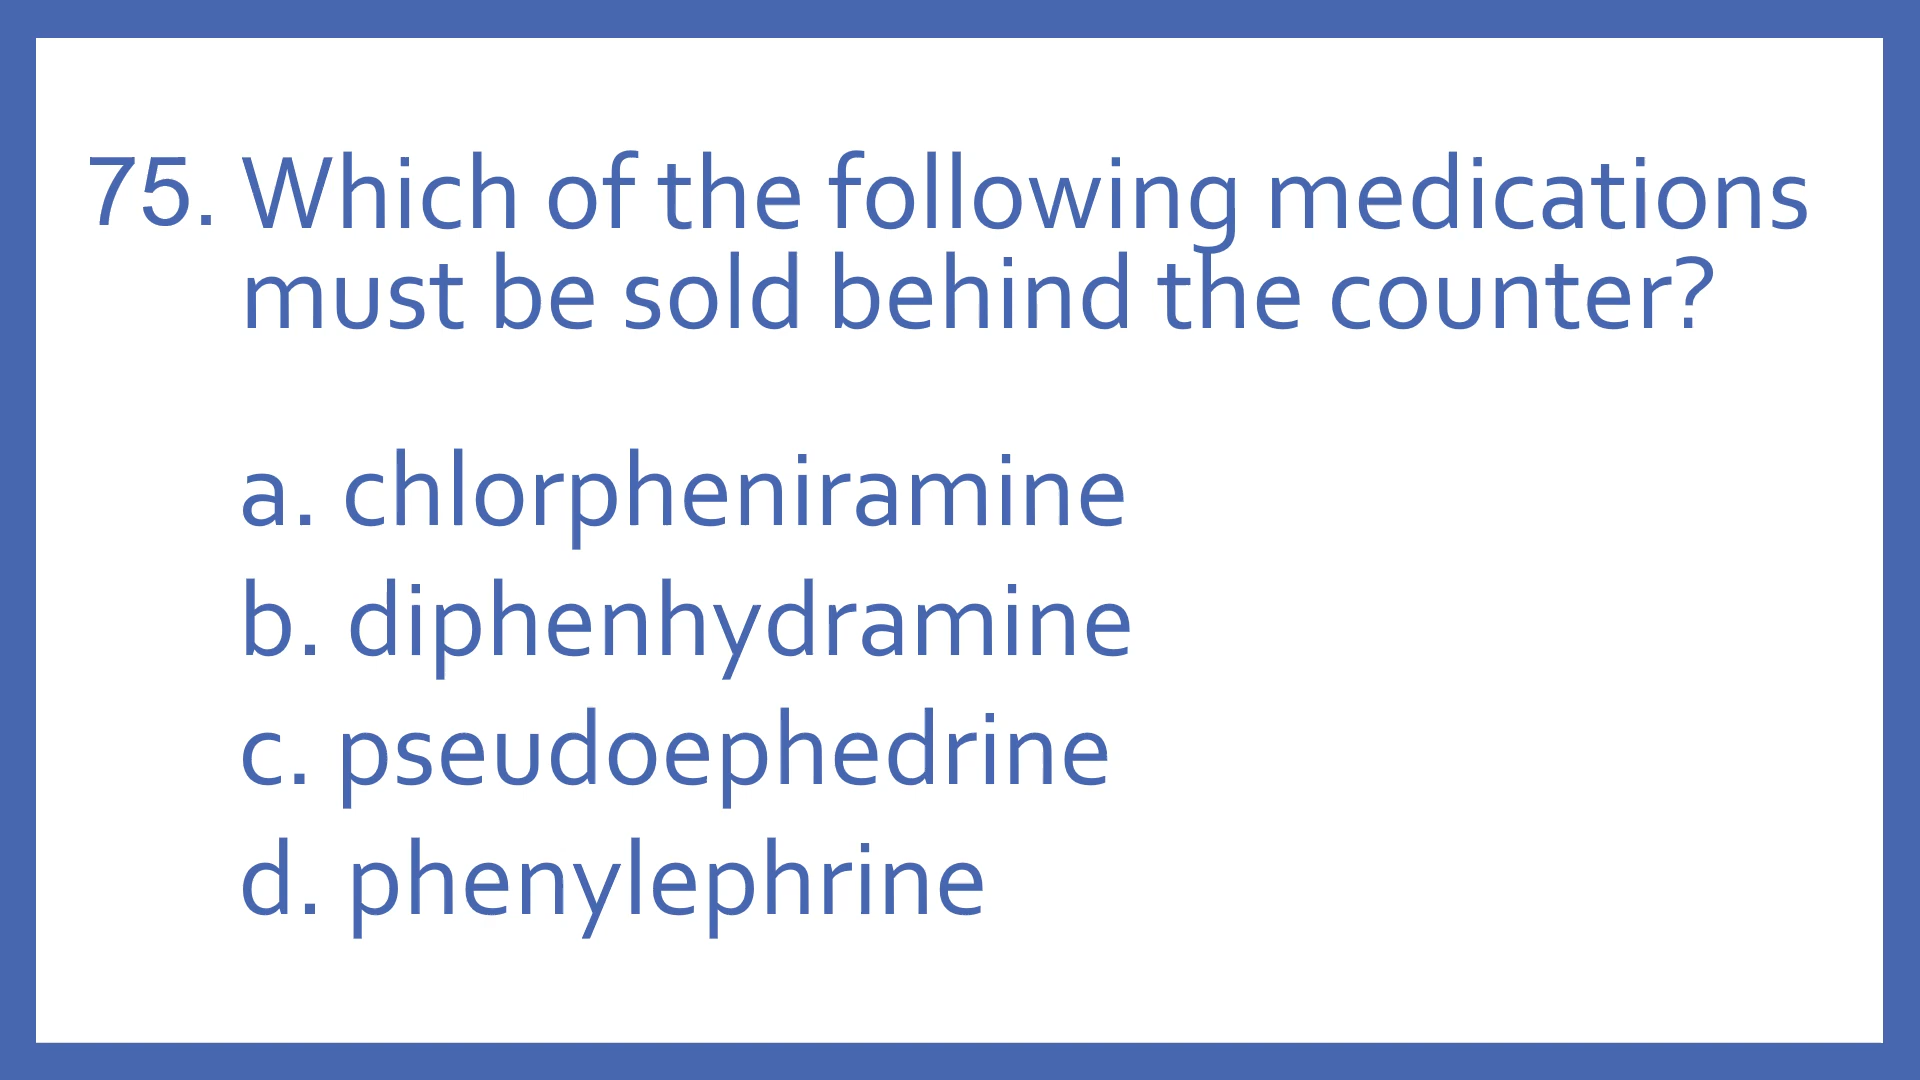 75. Which of the following medications
must be sold behind the counter?
a. chlorpheniramine
b. diphenhydramine
c. pseudoephedrine
d. phenylephrine